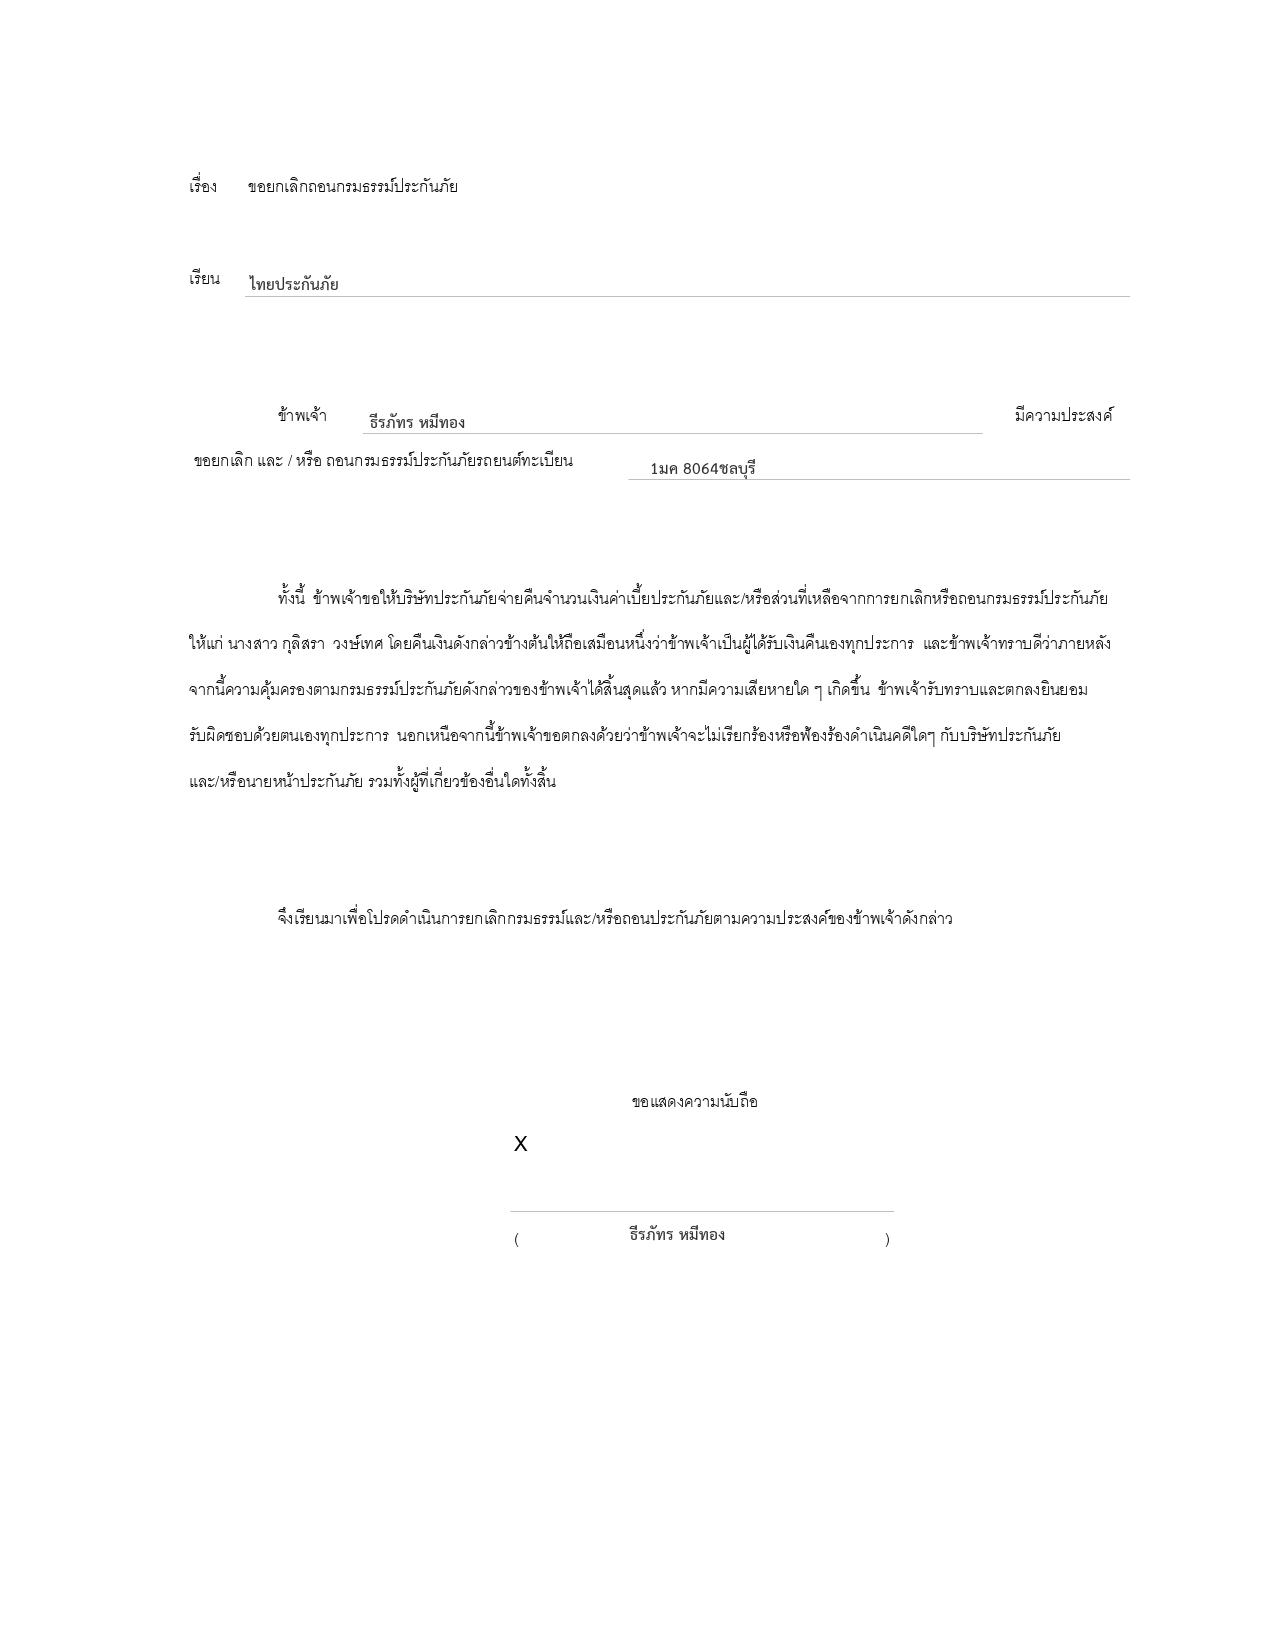 เรื่อง ขอยกเลิกถอนกรมธรรม์ประกันภัย
เรียน ไทยประกันภัย
ข้าพเจ้า ธีรภัทร หมีทอง มีความประสงค์
ขอยกเลิก และ / หรือ ถอนกรมธรรม์ประกันภัยรถยนต์ทะเบียน 1มค 8064ชลบุรี
ทั้งนี้ ข้าพเจ้าขอให้บริษัทประกันภัยจ่ายคืนจำนวนเงินค่าเบี้ยประกันภัยและ/หรือส่วนที่เหลือจากการยกเลิกหรือถอนกรมธรรม์ประกันภัย
ให้แก่ นางสาว กุลิสรา วงษ์เทศ โดยคืนเงินดังกล่าวข้างต้นให้ถือเสมือนหนึ่งว่าข้าพเจ้าเป็นผู้ได้รับเงินคืนเองทุกประการ และข้าพเจ้าทราบดีว่าภายหลัง
จากนี้ความคุ้มครองตามกรมธรรม์ประกันภัยดังกล่าวของข้าพเจ้าได้สิ้นสุดแล้ว หากมีความเสียหายใด ๆ เกิดขึ้น ข้าพเจ้ารับทราบและตกลงยินยอม
รับผิดชอบด้วยตนเองทุกประการ นอกเหนือจากนี้ข้าพเจ้าขอตกลงด้วยว่าข้าพเจ้าจะไม่เรียกร้องหรือฟ้องร้องดำเนินคดีใดๆ กับบริษัทประกันภัย
และ/หรือนายหน้าประกันภัย รวมทั้งผู้ที่เกี่ยวข้องอื่นใดทั้งสิ้น
จึงเรียนมาเพื่อโปรดดำเนินการยกเลิกกรมธรรม์และ/หรือถอนประกันภัยตามความประสงค์ของข้าพเจ้าดังกล่าว
ขอแสดงความนับถือ
X
( ธีรภัทร หมีทอง )